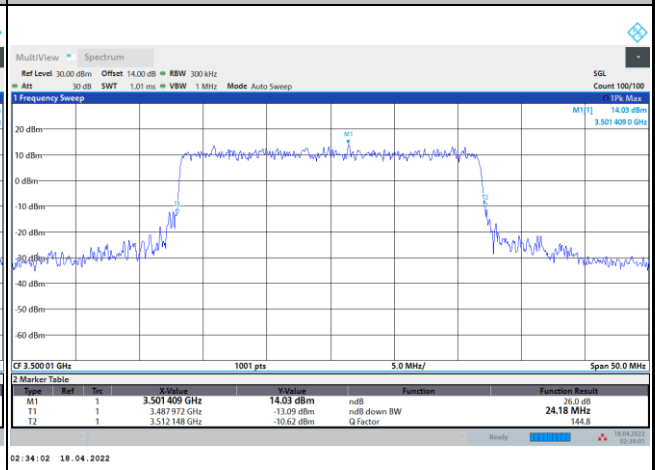 MultiView Spectrum
Ref Level 30.00 dBm Offset 14.00 dB RBW 300 kHz SGL
Att 30 dB SWT 1.01 ms VBW 1 MHz Mode Auto Sweep Count 100/100
1 Frequency Sweep 1Pk Max
M1[1] 14.03 dBm
3.501 409 0 GHz
M1
20 dBm
10 dBm
0 dBm
T1 T2
-10 dBm
-20 dBm
-30 dBm
-40 dBm
-50 dBm
-60 dBm
CF 3.500 01 GHz 1001 pts 5.0 MHz/ Span 50.0 MHz
2 Marker Table
Type Ref Trc X-Value Y-Value Function Function Result
M1 1 3.501 409 GHz 14.03 dBm ndB 26.0 dB
T1 1 3.487 972 GHz -13.09 dBm ndB down BW 24.18 MHz
T2 1 3.512 148 GHz -10.62 dBm Q Factor 144.8
Ready 18.04.2022
02:34:01
02:34:02 18.04.2022